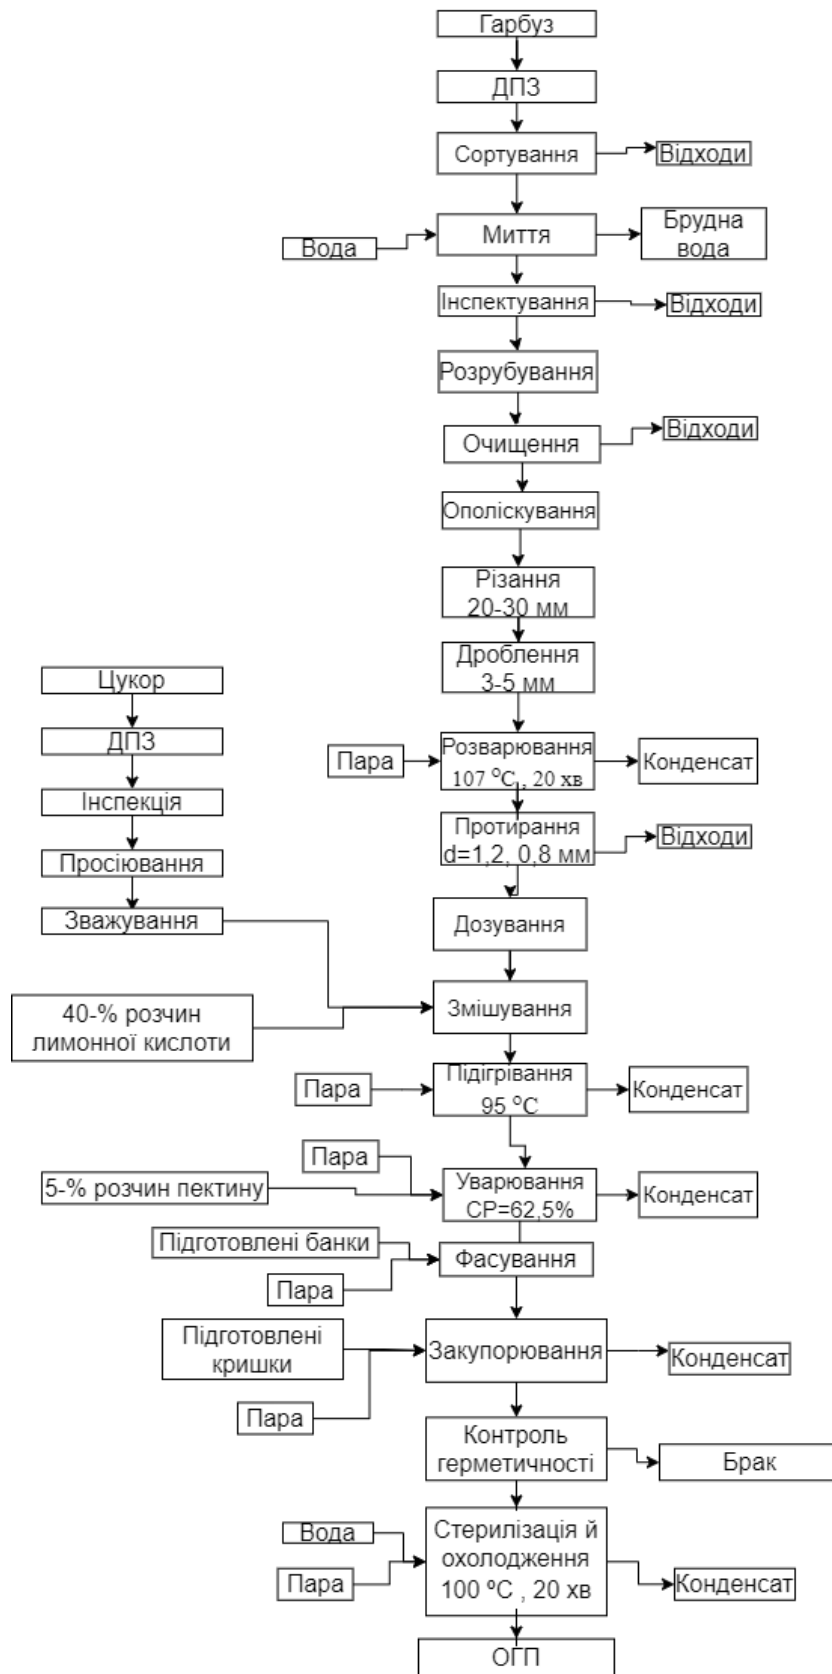 Гарбуз
ДПЗ
Сортування
Відходи
Вода
Миття
Брудна
вода
Інспектування
Відходи
Розрубування
Очищення
Відходи
Ополіскування
Різання
20-30 мм
Дроблення
3-5 мм
Цукор
ДПЗ
Інспекція
Просіювання
Зважування
Пара
Розварювання
107 °С , 20 хв
Конденсат
Протирання
d=1,2, 0,8 мм
Відходи
Дозування
40-% розчин
лимонної кислоти
Змішування
Пара
Підігрівання
95 °С
Конденсат
Пара
5-% розчин пектину
Уварювання
СР=62,5%
Конденсат
Підготовлені банки
Пара
Фасування
Підготовлені
кришки
Пара
Закупорювання
Конденсат
Контроль
герметичності
Брак
Вода
Пара
Стерилізація й
охолодження
100 ºС , 20 хв
Конденсат
ОГП